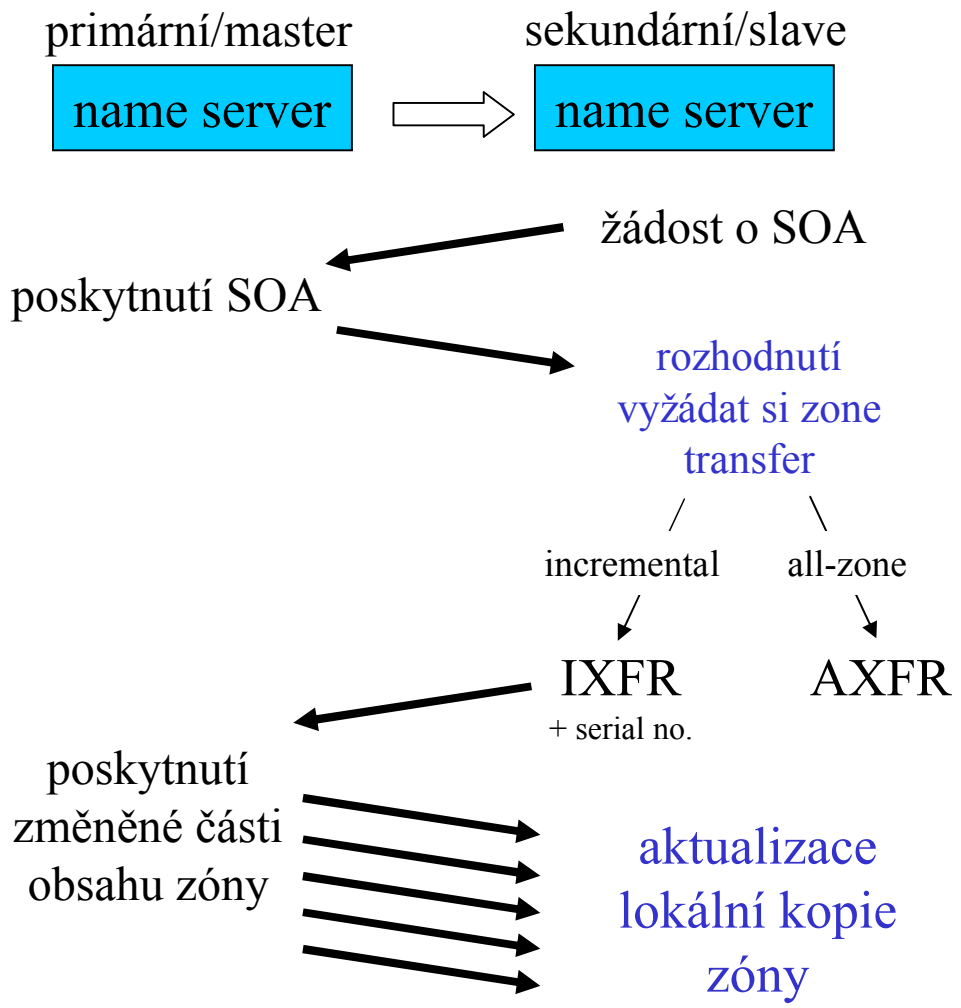 primární/master
sekundární/slave
name server
name server
žádost o SOA
poskytnutí SOA
rozhodnutí
vyžádat si zone
transfer
incremental
all-zone
IXFR
AXFR
+ serial no.
poskytnutí
změněné části
obsahu zóny
aktualizace
lokální kopie
zóny